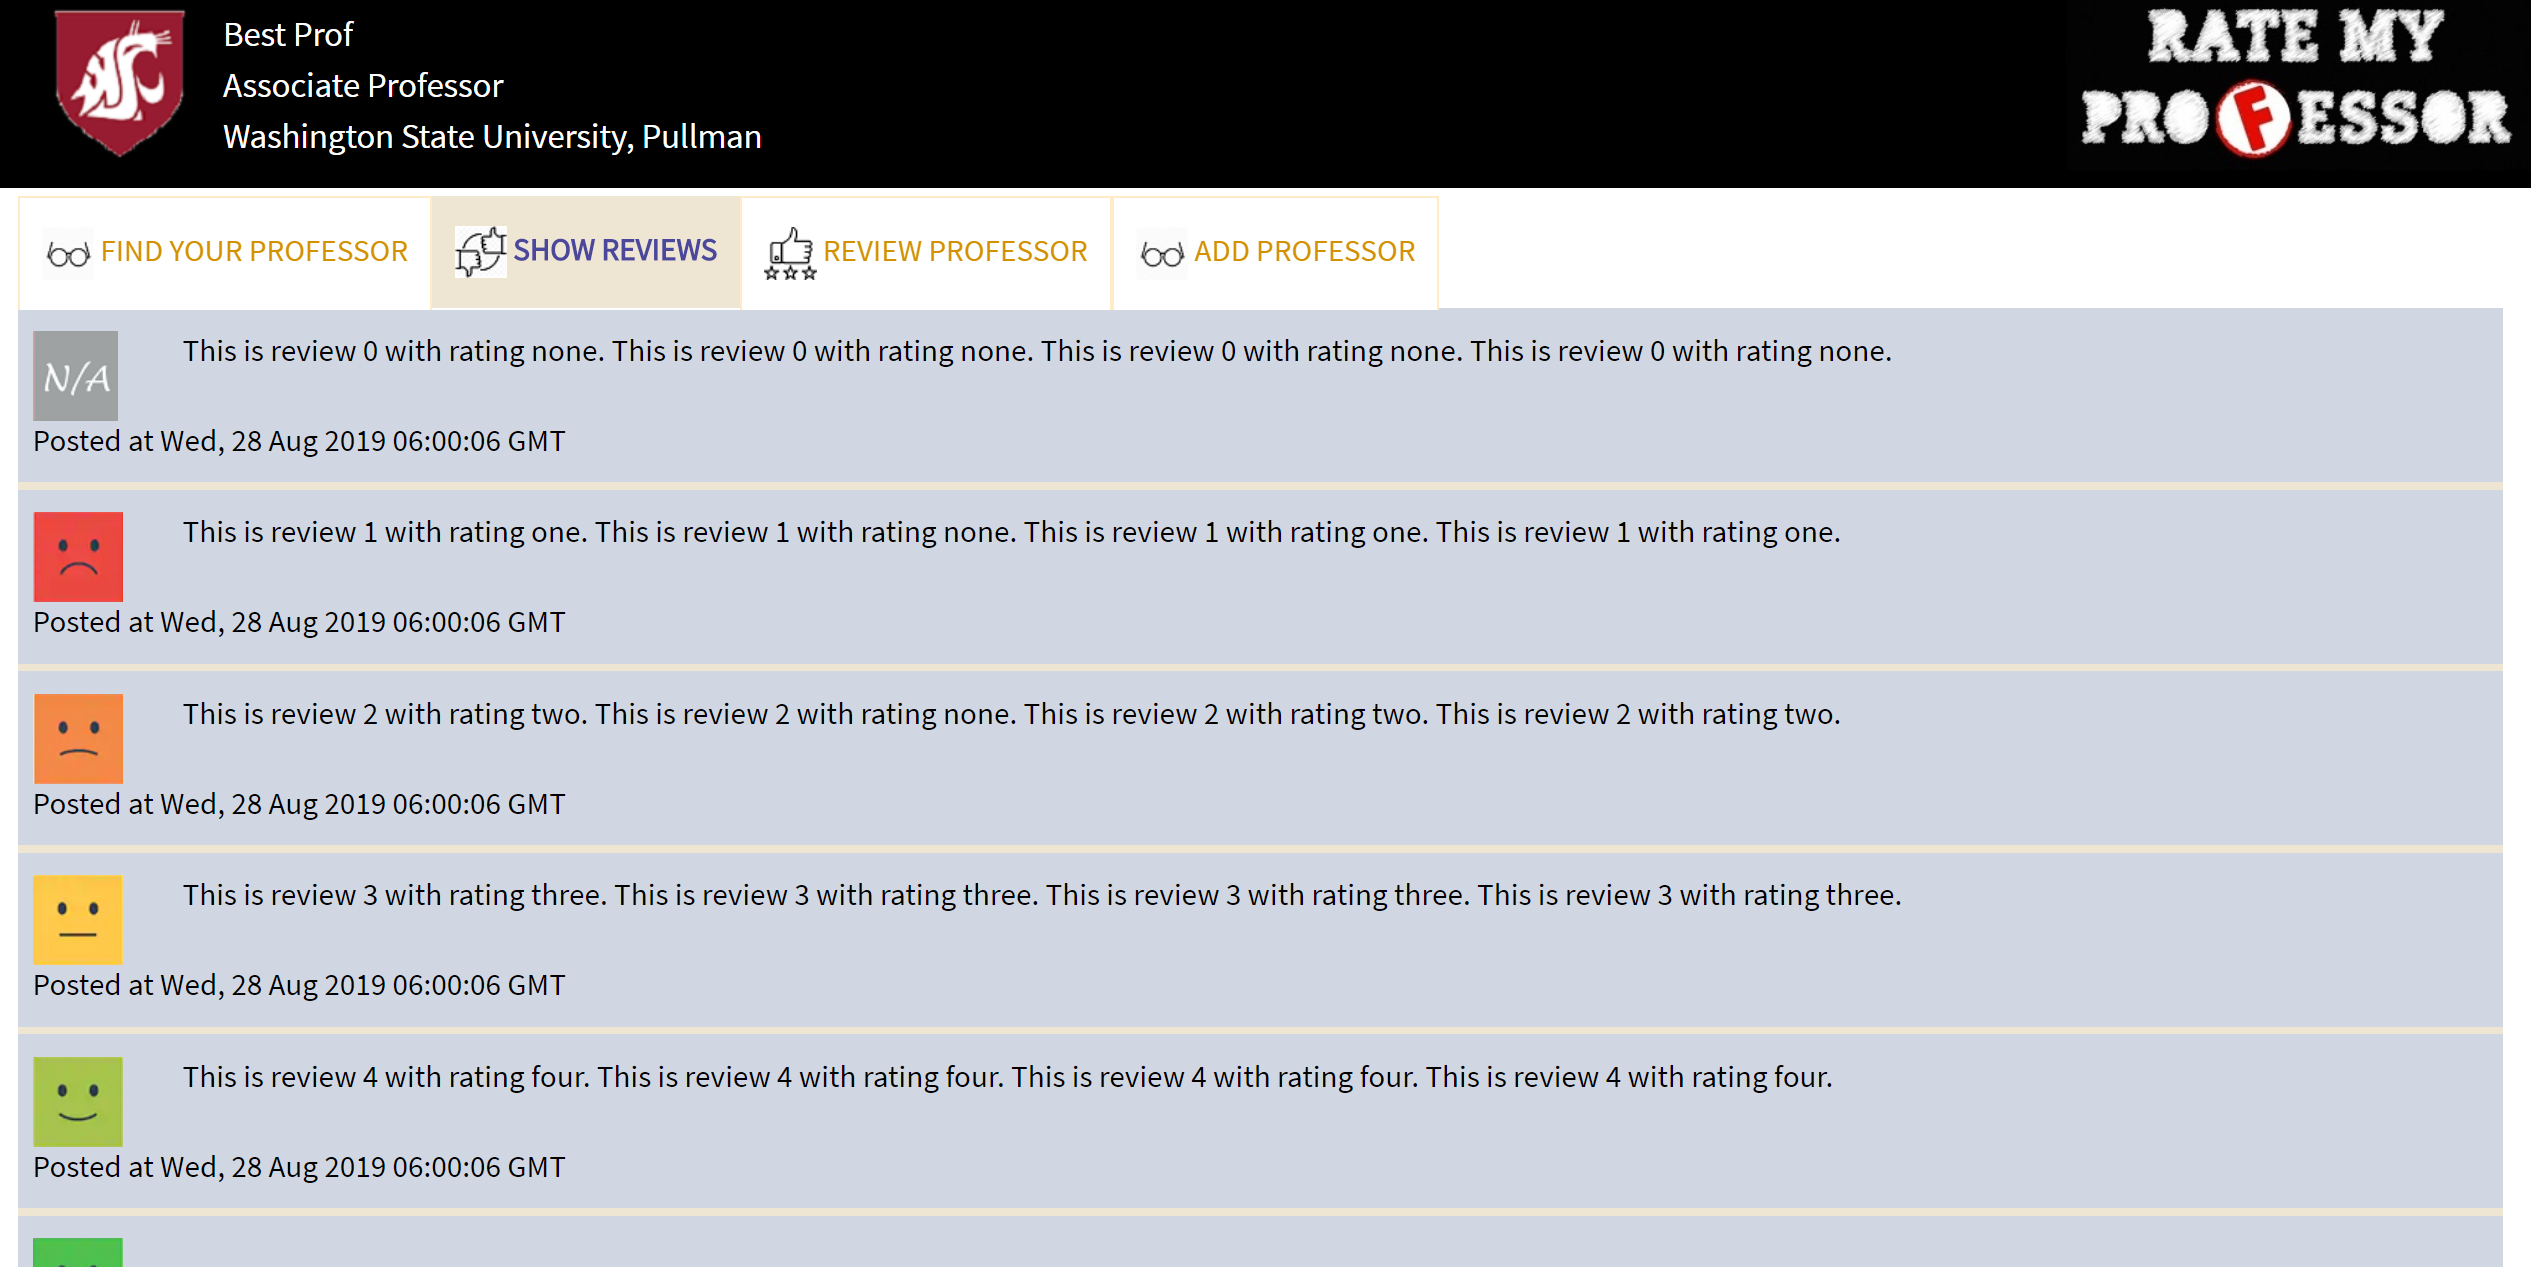 Best Prof
Associate Professor
Washington State University, Pullman
RATE MY
PROFESSOR
FIND YOUR PROFESSOR
SHOW REVIEWS
REVIEW PROFESSOR
ADD PROFESSOR
N/A
This is review 0 with rating none. This is review 0 with rating none. This is review 0 with rating none. This is review 0 with rating none.
Posted at Wed, 28 Aug 2019 06:00:06 GMT
This is review 1 with rating one. This is review 1 with rating none. This is review 1 with rating one. This is review 1 with rating one.
Posted at Wed, 28 Aug 2019 06:00:06 GMT
This is review 2 with rating two. This is review 2 with rating none. This is review 2 with rating two. This is review 2 with rating two.
Posted at Wed, 28 Aug 2019 06:00:06 GMT
This is review 3 with rating three. This is review 3 with rating three. This is review 3 with rating three. This is review 3 with rating three.
Posted at Wed, 28 Aug 2019 06:00:06 GMT
This is review 4 with rating four. This is review 4 with rating four. This is review 4 with rating four. This is review 4 with rating four.
Posted at Wed, 28 Aug 2019 06:00:06 GMT